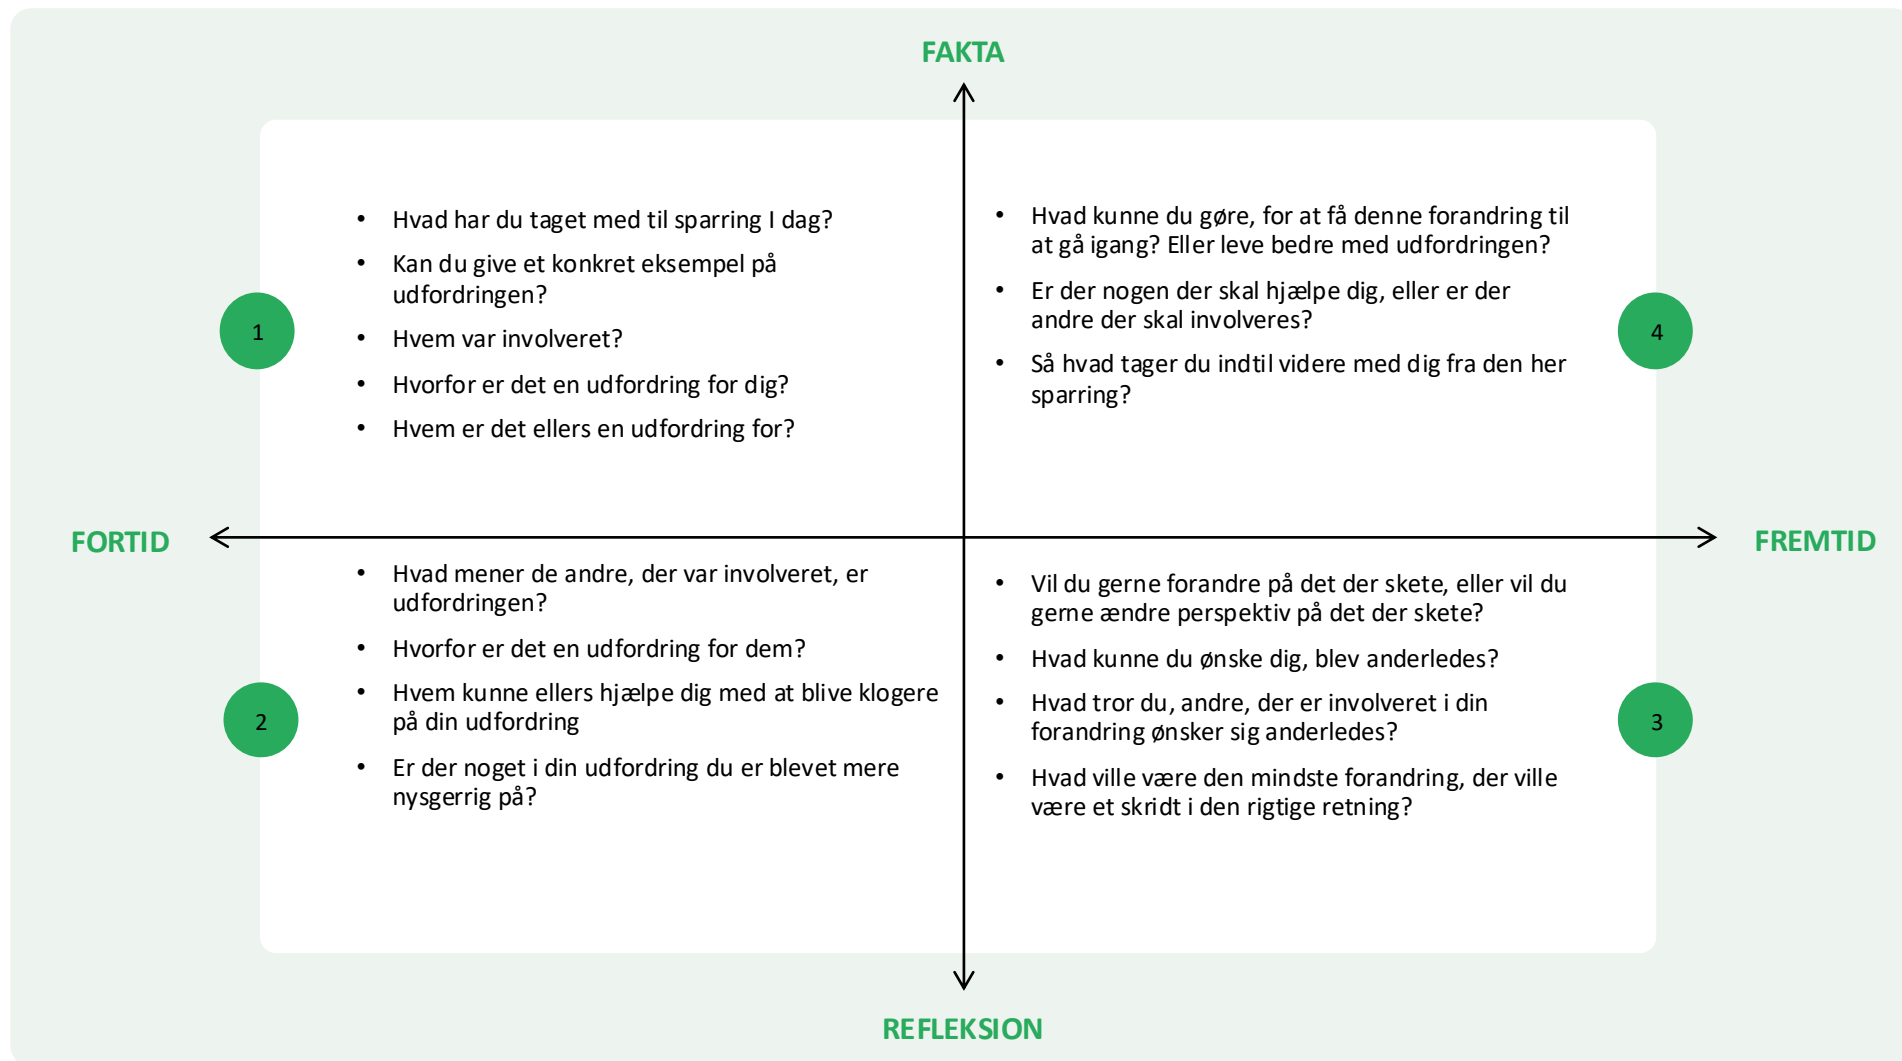 FAKTA
• Hvad har du taget med til sparring I dag?
• Kan du give et konkret eksempel på
udfordringen?
• Hvem var involveret?
• Hvorfor er det en udfordring for dig?
• Hvem er det ellers en udfordring for?
1
• Hvad kunne du gøre, for at få denne forandring til
at gå igang? Eller leve bedre med udfordringen?
• Er der nogen der skal hjælpe dig, eller er der
andre der skal involveres?
• Så hvad tager du indtil videre med dig fra den her
sparring?
4
FORTID
FREMTID
• Hvad mener de andre, der var involveret, er
udfordringen?
• Hvorfor er det en udfordring for dem?
• Hvem kunne ellers hjælpe dig med at blive klogere
på din udfordring
• Er der noget i din udfordring du er blevet mere
nysgerrig på?
2
• Vil du gerne forandre på det der skete, eller vil du
gerne ændre perspektiv på det der skete?
• Hvad kunne du ønske dig, blev anderledes?
• Hvad tror du, andre, der er involveret i din
forandring ønsker sig anderledes?
• Hvad ville være den mindste forandring, der ville
være et skridt i den rigtige retning?
3
REFLEKSION